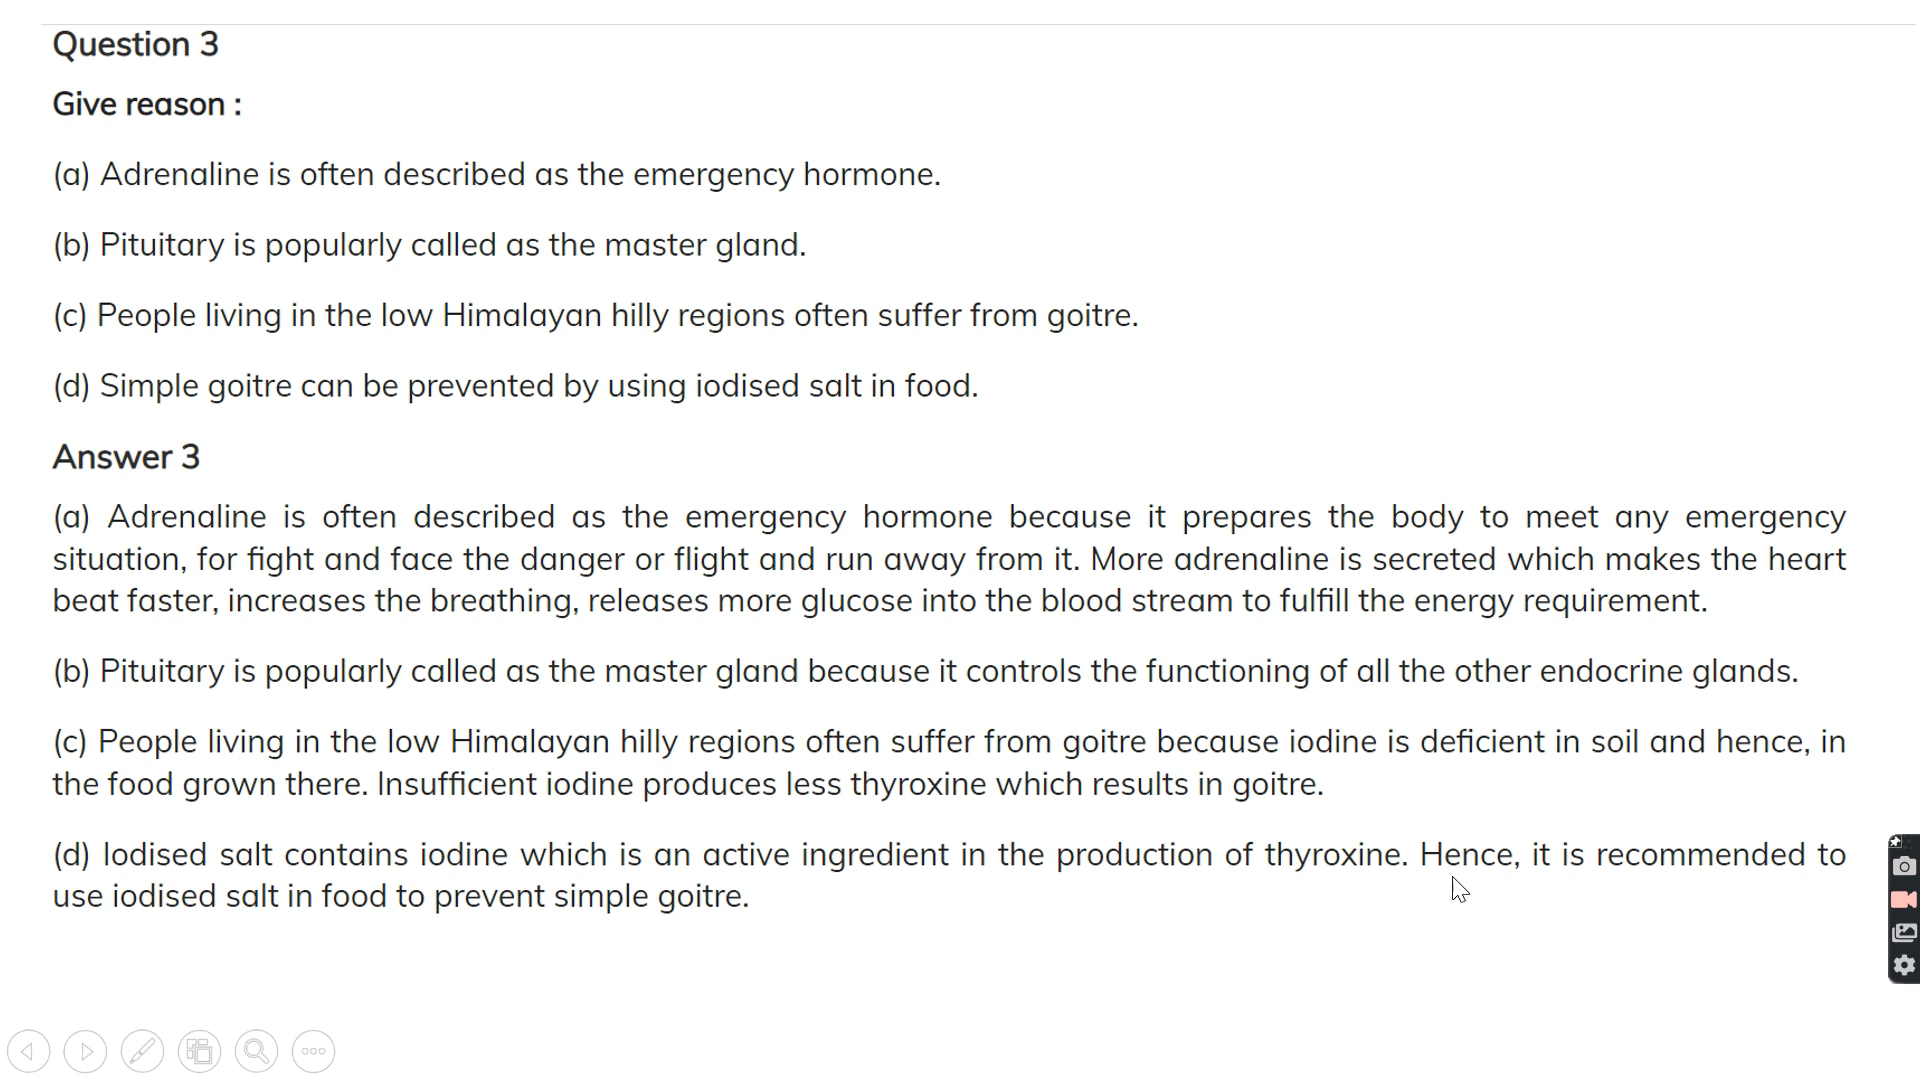 Question 3
Give reason :
(a) Adrenaline is often described as the emergency hormone.
(b) Pituitary is popularly called as the master gland.
(c) People living in the low Himalayan hilly regions often suffer from goitre.
(d) Simple goitre can be prevented by using iodised salt in food.
Answer 3
(a) Adrenaline is often described as the emergency hormone because it prepares the body to meet any emergency
situation, for fight and face the danger or flight and run away from it. More adrenaline is secreted which makes the heart
beat faster, increases the breathing, releases more glucose into the blood stream to fulfill the energy requirement.
(b) Pituitary is popularly called as the master gland because it controls the functioning of all the other endocrine glands.
(c) People living in the low Himalayan hilly regions often suffer from goitre because iodine is deficient in soil and hence, in
the food grown there. Insufficient iodine produces less thyroxine which results in goitre.
(d) Iodised salt contains iodine which is an active ingredient in the production of thyroxine. Hence, it is recommended to
use iodised salt in food to prevent simple goitre.